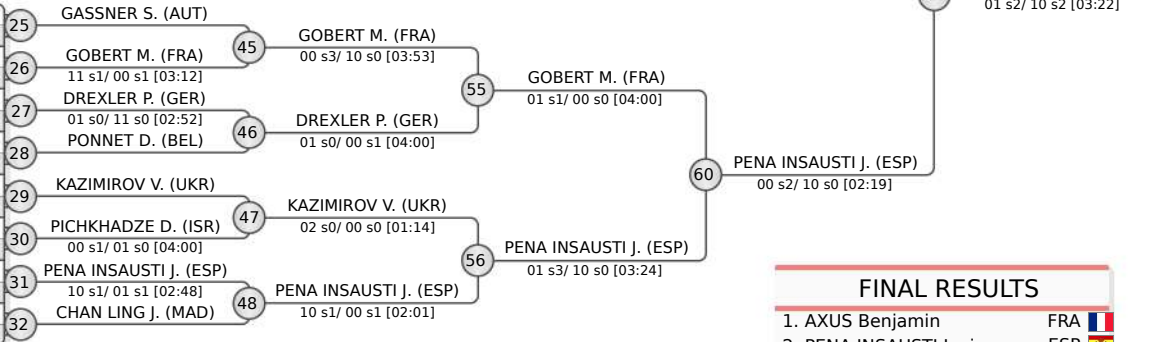 01 s2/ 10 s2 [03:22]
25
GASSNER S. (AUT)
45
GOBERT M. (FRA)
00 s3/ 10 s0 [03:53]
26
GOBERT M. (FRA)
11 s1/ 00 s1 [03:12]
55
GOBERT M. (FRA)
01 s1/ 00 s0 [04:00]
27
DREXLER P. (GER)
01 s0/ 11 s0 [02:52]
46
DREXLER P. (GER)
01 s0/ 00 s1 [04:00]
28
PONNET D. (BEL)
60
PENA INSAUSTI J. (ESP)
00 s2/ 10 s0 [02:19]
29
KAZIMIROV V. (UKR)
47
KAZIMIROV V. (UKR)
02 s0/ 00 s0 [01:14]
30
PICHKHADZE D. (ISR)
00 s1/ 01 s0 [04:00]
56
PENA INSAUSTI J. (ESP)
01 s3/ 10 s0 [03:24]
31
PENA INSAUSTI J. (ESP)
10 s1/ 01 s1 [02:48]
48
PENA INSAUSTI J. (ESP)
10 s1/ 00 s1 [02:01]
32
CHAN LING J. (MAD)
FINAL RESULTS
1. AXUS Benjamin FRA